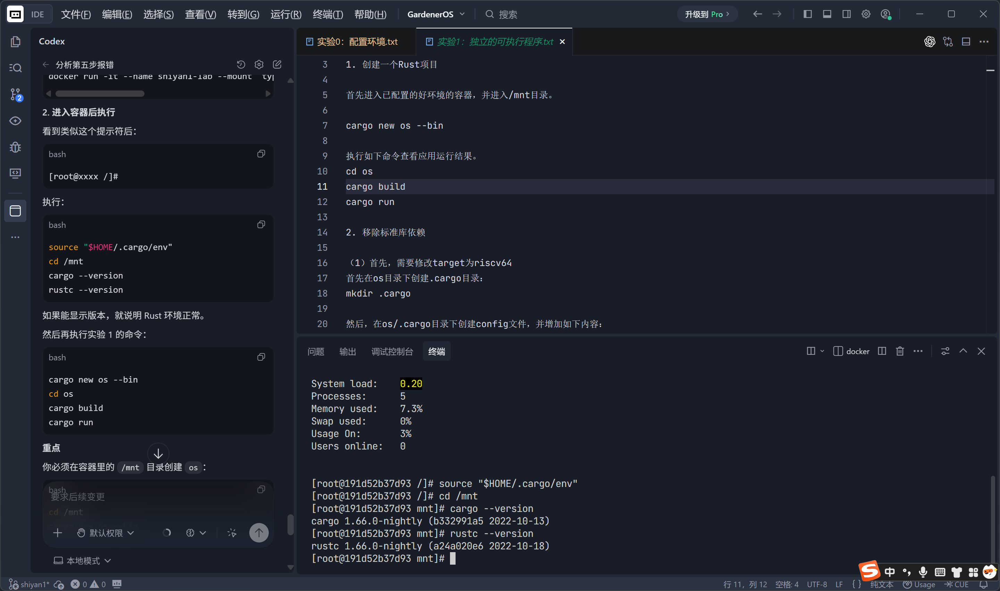 IDE 文件(F) 编辑(E) 选择(S) 查看(V) 转到(G) 运行(R) 终端(T) 帮助(H) GardenerOS 搜索 升级到 Pro
Codex
分析第五步报错
docker run -it --name shiyan1-lab --mount typ
2. 进入容器后执行
看到类似这个提示符后：
bash
[root@xxxx /]#
执行：
bash
source "$HOME/.cargo/env"
cd /mnt
cargo --version
rustc --version
如果能显示版本，就说明 Rust 环境正常。
然后再执行实验 1 的命令：
bash
cargo new os --bin
cd os
cargo build
cargo run
重点
你必须在容器里的 /mnt 目录创建 os：
bash
要求后续变更
cd /mnt
默认权限
本地模式
实验0：配置环境.txt 实验1：独立的可执行程序.txt
3 1. 创建一个Rust项目
4
5 首先进入已配置的好环境的容器，并进入/mnt目录。
6
7 cargo new os --bin
8
9 执行如下命令查看应用运行结果。
10 cd os
11 cargo build
12 cargo run
13
14 2. 移除标准库依赖
15
16 （1）首先，需要修改target为riscv64
17 首先在os目录下创建.cargo目录：
18 mkdir .cargo
19
20 然后，在os/.cargo目录下创建config文件，并增加如下内容：
问题 输出 调试控制台 终端 docker
System load: 0.20
Processes: 5
Memory used: 7.3%
Swap used: 0%
Usage On: 3%
Users online: 0
[root@191d52b37d93 /]# source "$HOME/.cargo/env"
[root@191d52b37d93 /]# cd /mnt
[root@191d52b37d93 mnt]# cargo --version
cargo 1.66.0-nightly (b332991a5 2022-10-13)
[root@191d52b37d93 mnt]# rustc --version
rustc 1.66.0-nightly (a24a020e6 2022-10-18)
[root@191d52b37d93 mnt]#
中
2
shiyan1* 0 0 行 11，列 12 空格: 4 UTF-8 LF { } 纯文本 Usage CUE